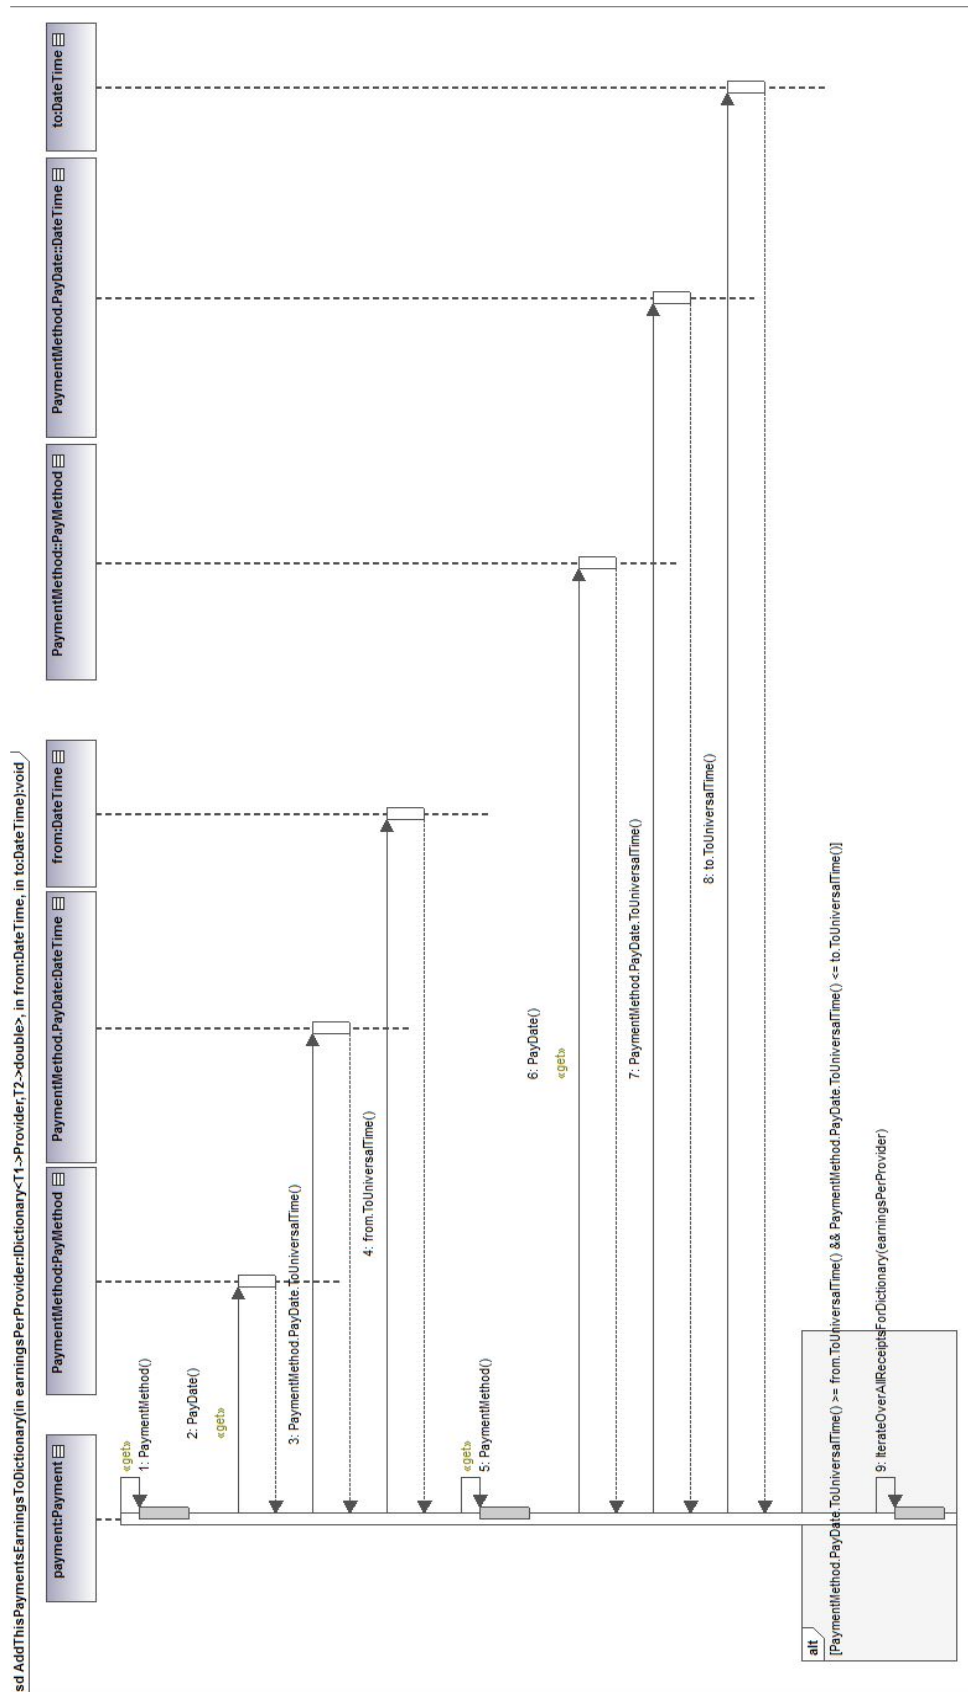 sd AddThisPaymentsEarningsToDictionary(in earningsPerProvider:IDictionary<T1->Provider,T2->double>, in from:DateTime, in to:DateTime):void
payment:Payment
PaymentMethod:PayMethod
PaymentMethod.PayDate:DateTime
from:DateTime
PaymentMethod::PayMethod
PaymentMethod.PayDate::DateTime
to:DateTime
«get»
1: PaymentMethod()
2: PayDate()
«get»
3: PaymentMethod.PayDate.ToUniversalTime()
4: from.ToUniversalTime()
«get»
5: PaymentMethod()
6: PayDate()
«get»
7: PaymentMethod.PayDate.ToUniversalTime()
8: to.ToUniversalTime()
alt
[PaymentMethod.PayDate.ToUniversalTime() >= from.ToUniversalTime() && PaymentMethod.PayDate.ToUniversalTime() <= to.ToUniversalTime()]
9: IterateOverAllReceiptsForDictionary(earningsPerProvider)